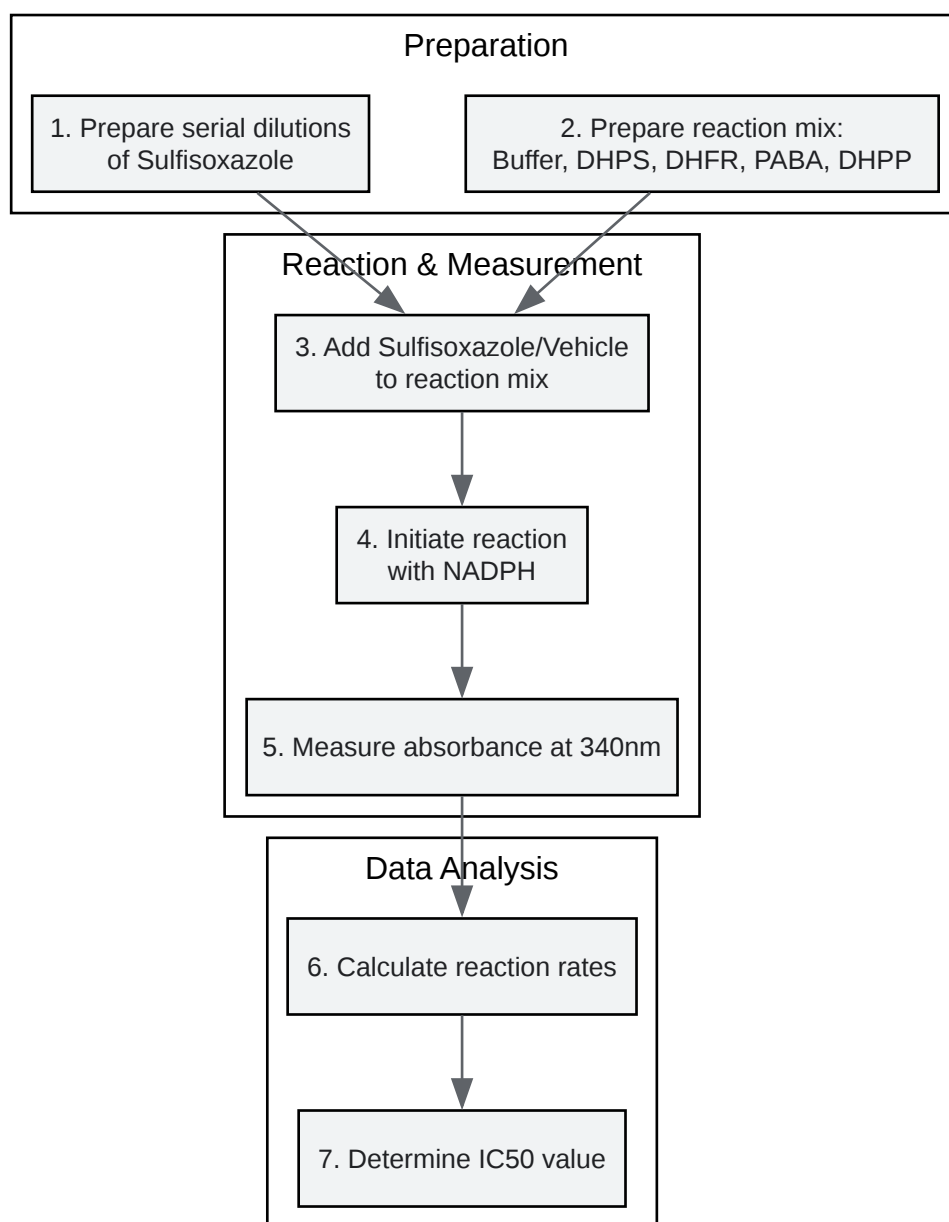 Preparation
1. Prepare serial dilutions
of Sulfisoxazole
2. Prepare reaction mix:
Buffer, DHPS, DHFR, PABA, DHPP
Reaction & Measurement
3. Add Sulfisoxazole/Vehicle
to reaction mix
4. Initiate reaction
with NADPH
5. Measure absorbance at 340nm
Data Analysis
6. Calculate reaction rates
7. Determine IC50 value